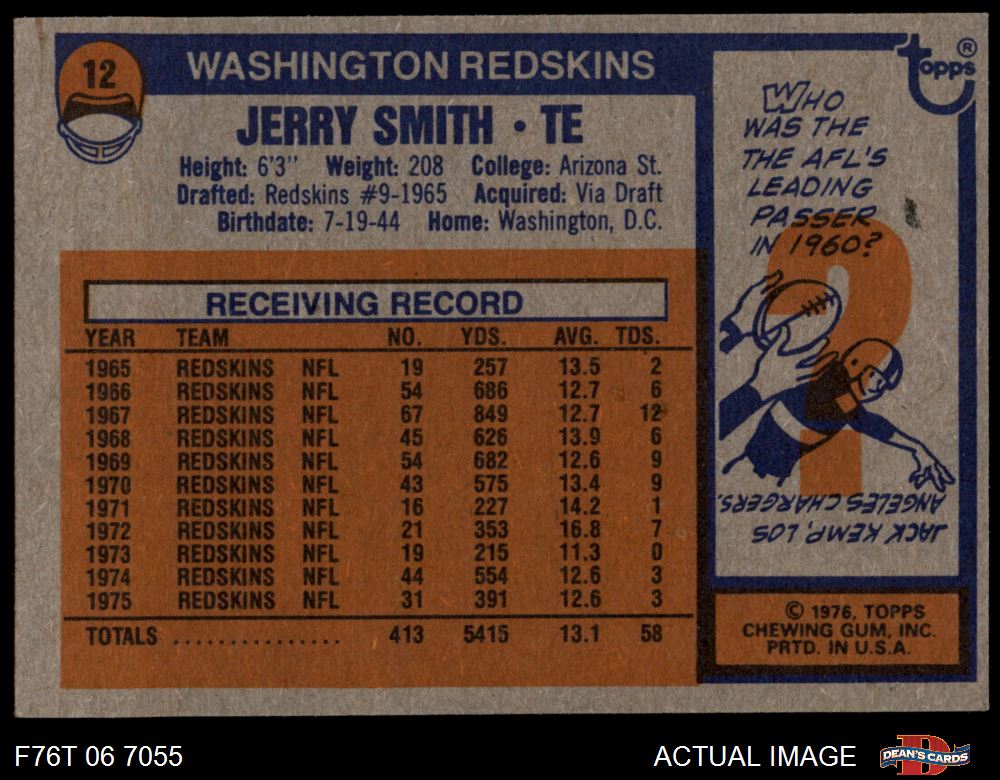 12
WASHINGTON REDSKINS
JERRY SMITH · TE
Height: 6'3" Weight: 208 College: Arizona St.
Drafted: Redskins #9-1965 Acquired: Via Draft
Birthdate: 7-19-44 Home: Washington, D.C.
RECEIVING RECORD
YEAR TEAM NO. YDS. AVG. TDS.
1965 REDSKINS NFL 19 257 13.5 2
1966 REDSKINS NFL 54 686 12.7 6
1967 REDSKINS NFL 67 849 12.7 12
1968 REDSKINS NFL 45 626 13.9 6
1969 REDSKINS NFL 54 682 12.6 9
1970 REDSKINS NFL 43 575 13.4 9
1971 REDSKINS NFL 16 227 14.2 1
1972 REDSKINS NFL 21 353 16.8 7
1973 REDSKINS NFL 19 215 11.3 0
1974 REDSKINS NFL 44 554 12.6 3
1975 REDSKINS NFL 31 391 12.6 3
TOTALS ................ 413 5415 13.1 58
topps®
WHO
WAS THE
THE AFL'S
LEADING
PASSER
IN 1960?
?
JACK KEMP, LOS
ANGELES CHARGERS.
© 1976, TOPPS
CHEWING GUM, INC.
PRTD. IN U.S.A.
F76T 06 7055
ACTUAL IMAGE
D
DEAN'S CARDS